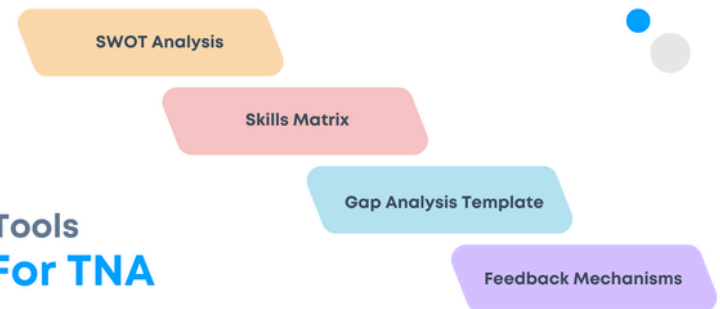 SWOT Analysis
Skills Matrix
Gap Analysis Template
Feedback Mechanisms
Tools
For TNA